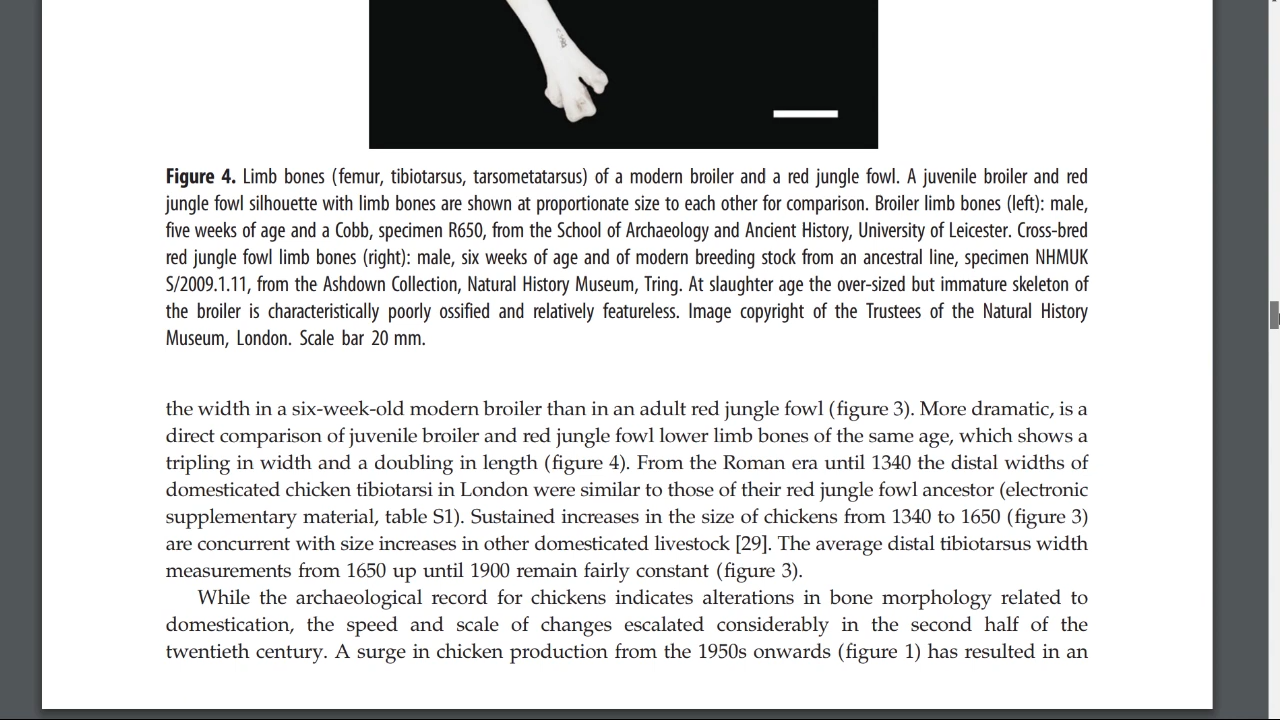 Figure 4. Limb bones (femur, tibiotarsus, tarsometatarsus) of a modern broiler and a red jungle fowl. A juvenile broiler and red
jungle fowl silhouette with limb bones are shown at proportionate size to each other for comparison. Broiler limb bones (left): male,
five weeks of age and a Cobb, specimen R650, from the School of Archaeology and Ancient History, University of Leicester. Cross-bred
red jungle fowl limb bones (right): male, six weeks of age and of modern breeding stock from an ancestral line, specimen NHMUK
S/2009.1.11, from the Ashdown Collection, Natural History Museum, Tring. At slaughter age the over-sized but immature skeleton of
the broiler is characteristically poorly ossified and relatively featureless. Image copyright of the Trustees of the Natural History
Museum, London. Scale bar 20 mm.
the width in a six-week-old modern broiler than in an adult red jungle fowl (figure 3). More dramatic, is a
direct comparison of juvenile broiler and red jungle fowl lower limb bones of the same age, which shows a
tripling in width and a doubling in length (figure 4). From the Roman era until 1340 the distal widths of
domesticated chicken tibiotarsi in London were similar to those of their red jungle fowl ancestor (electronic
supplementary material, table S1). Sustained increases in the size of chickens from 1340 to 1650 (figure 3)
are concurrent with size increases in other domesticated livestock [29]. The average distal tibiotarsus width
measurements from 1650 up until 1900 remain fairly constant (figure 3).
While the archaeological record for chickens indicates alterations in bone morphology related to
domestication, the speed and scale of changes escalated considerably in the second half of the
twentieth century. A surge in chicken production from the 1950s onwards (figure 1) has resulted in an